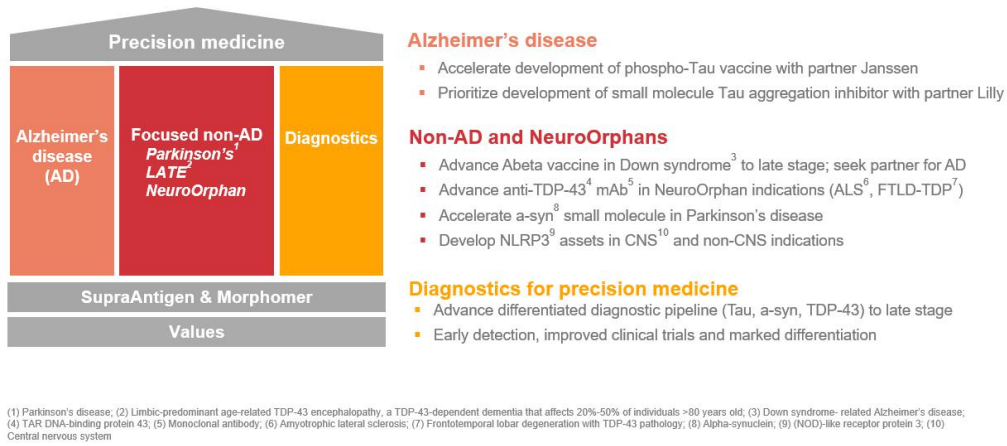 Precision medicine
Alzheimer's
disease
(AD)
Focused non-AD
Parkinson's¹
LATE²
NeuroOrphan
Diagnostics
SupraAntigen & Morphomer
Values
Alzheimer's disease
▪ Accelerate development of phospho-Tau vaccine with partner Janssen
▪ Prioritize development of small molecule Tau aggregation inhibitor with partner Lilly
Non-AD and NeuroOrphans
▪ Advance Abeta vaccine in Down syndrome³ to late stage; seek partner for AD
▪ Advance anti-TDP-43⁴ mAb⁵ in NeuroOrphan indications (ALS⁶, FTLD-TDP⁷)
▪ Accelerate a-syn⁸ small molecule in Parkinson's disease
▪ Develop NLRP3⁹ assets in CNS¹⁰ and non-CNS indications
Diagnostics for precision medicine
▪ Advance differentiated diagnostic pipeline (Tau, a-syn, TDP-43) to late stage
▪ Early detection, improved clinical trials and marked differentiation
(1) Parkinson's disease; (2) Limbic-predominant age-related TDP-43 encephalopathy, a TDP-43-dependent dementia that affects 20%-50% of individuals >80 years old; (3) Down syndrome- related Alzheimer's disease;
(4) TAR DNA-binding protein 43; (5) Monoclonal antibody; (6) Amyotrophic lateral sclerosis; (7) Frontotemporal lobar degeneration with TDP-43 pathology; (8) Alpha-synuclein; (9) (NOD)-like receptor protein 3; (10)
Central nervous system